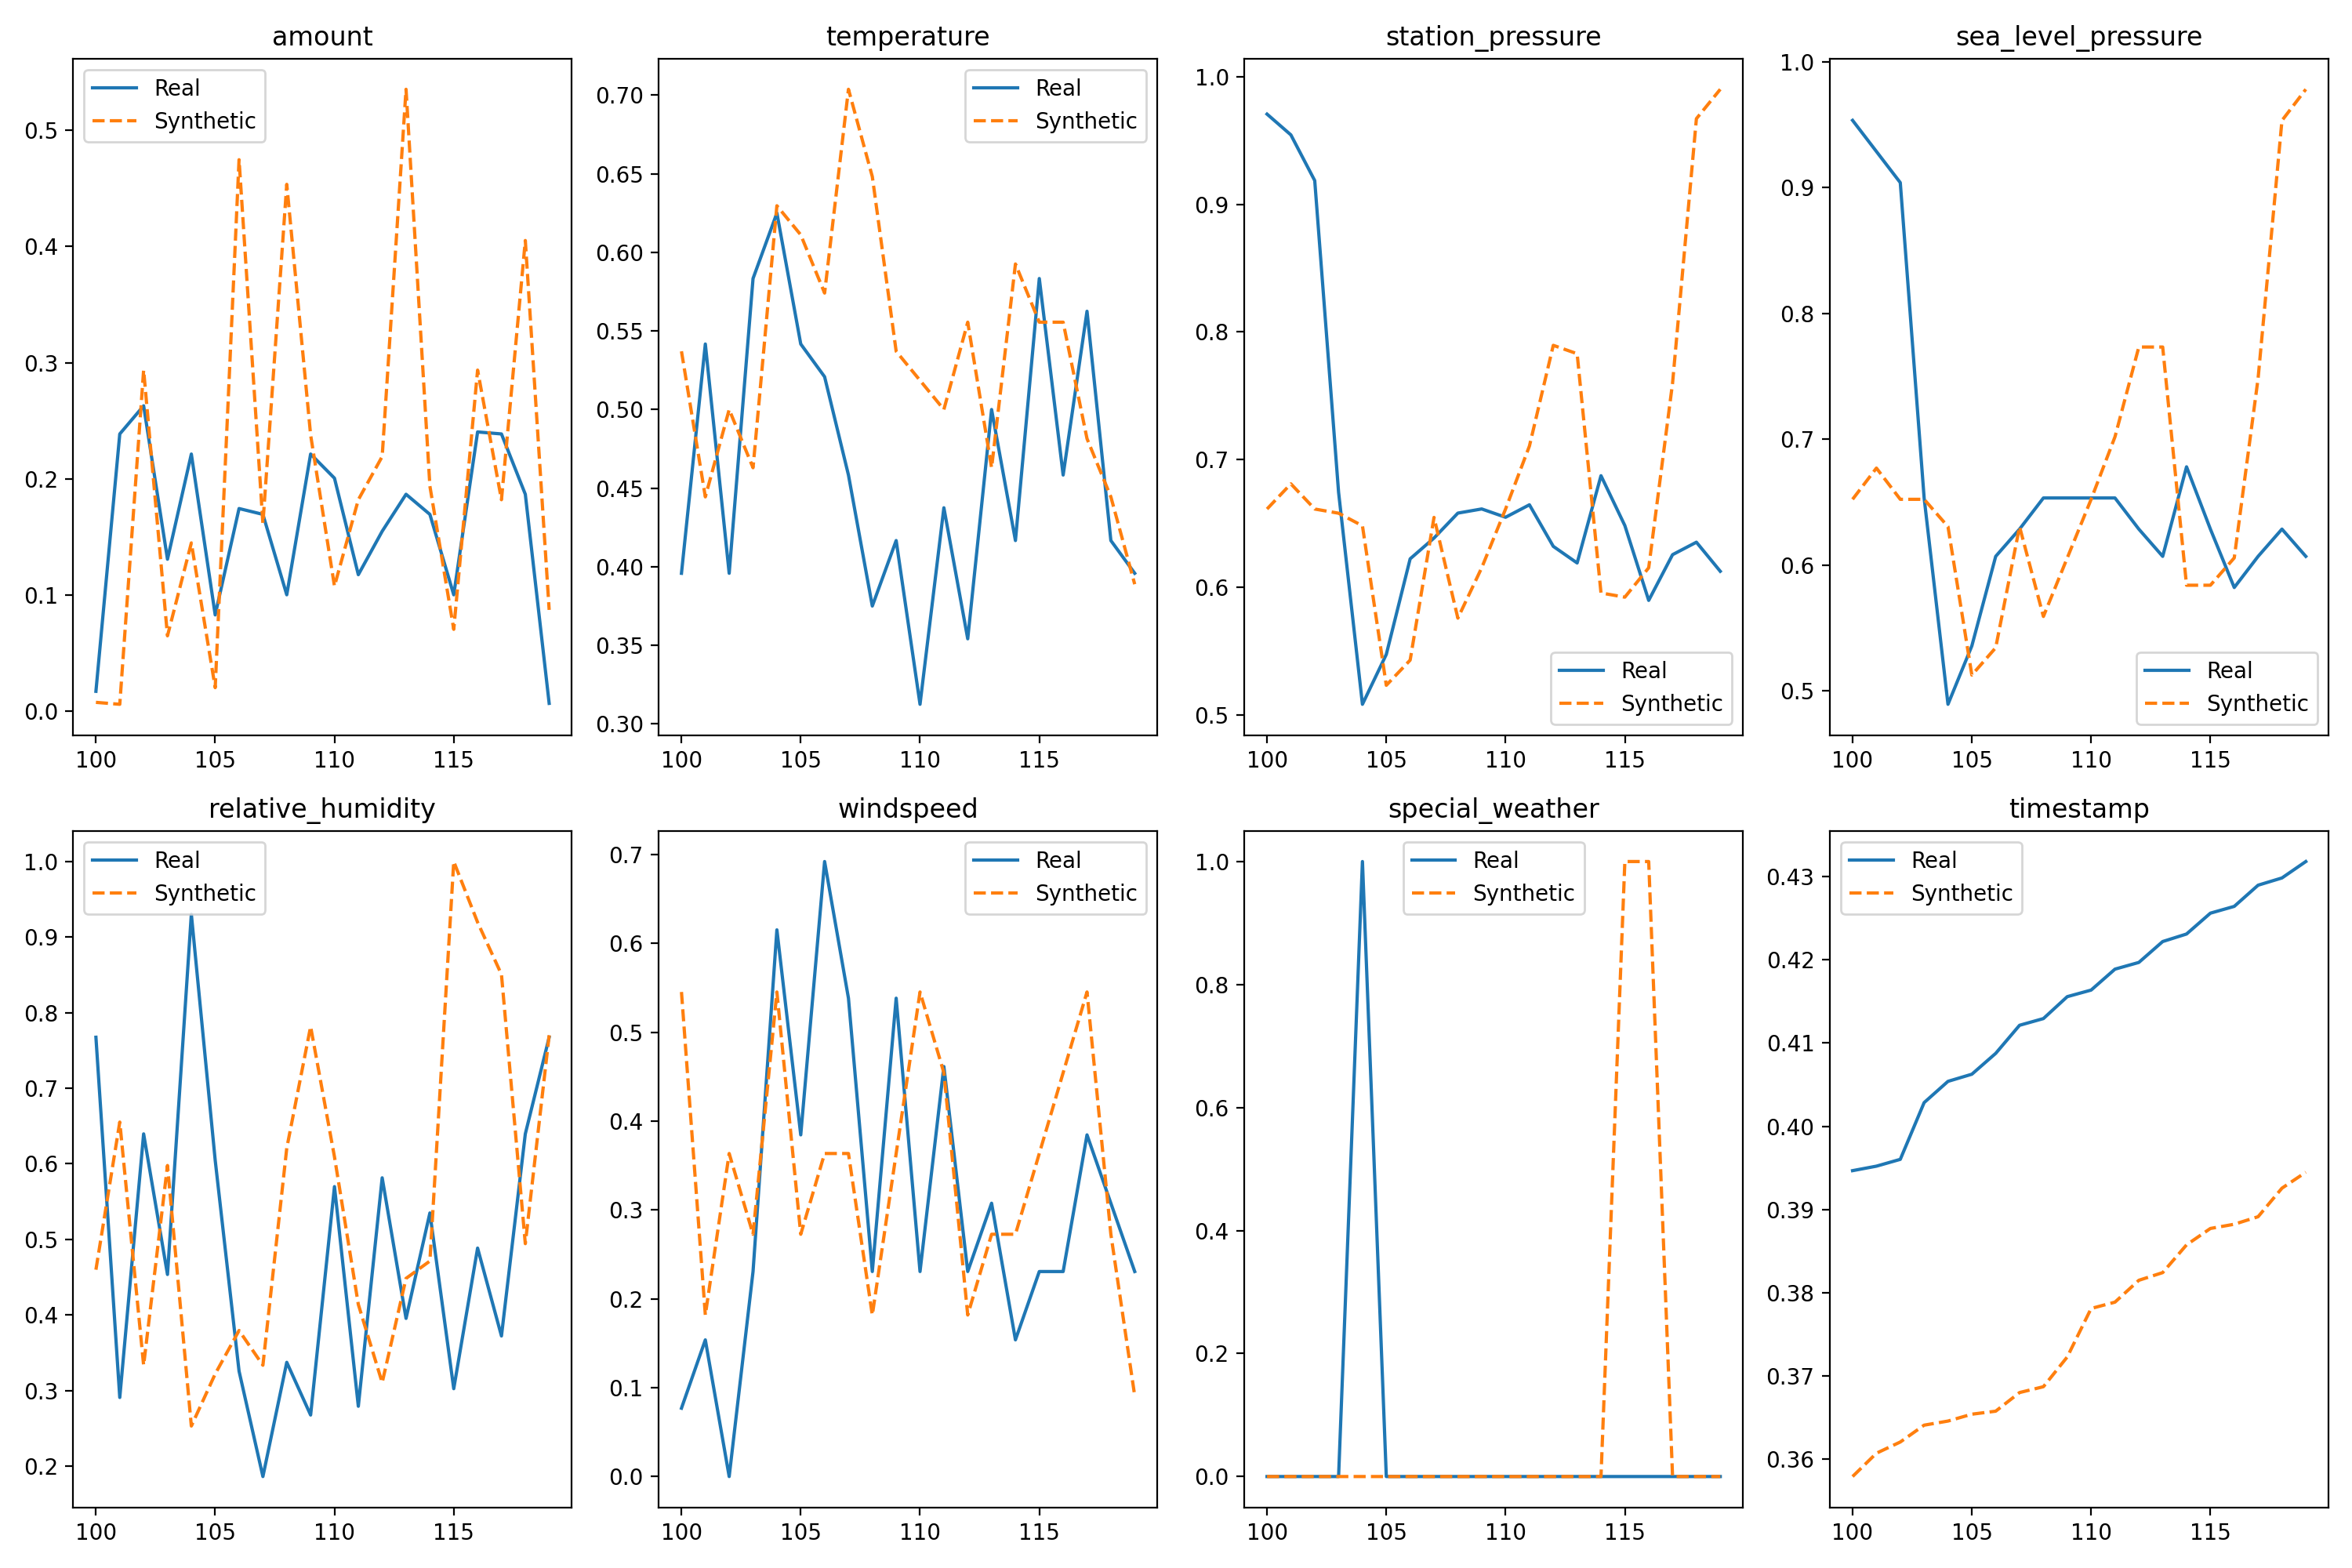 amount
Real
Synthetic
0.5
0.4
0.3
0.2
0.1
0.0
100 105 110 115
temperature
Real
Synthetic
0.70
0.65
0.60
0.55
0.50
0.45
0.40
0.35
0.30
100 105 110 115
station_pressure
1.0
0.9
0.8
0.7
0.6
0.5
Real
Synthetic
100 105 110 115
sea_level_pressure
1.0
0.9
0.8
0.7
0.6
0.5
Real
Synthetic
100 105 110 115
relative_humidity
Real
Synthetic
1.0
0.9
0.8
0.7
0.6
0.5
0.4
0.3
0.2
100 105 110 115
windspeed
Real
Synthetic
0.7
0.6
0.5
0.4
0.3
0.2
0.1
0.0
100 105 110 115
special_weather
Real
Synthetic
1.0
0.8
0.6
0.4
0.2
0.0
100 105 110 115
timestamp
Real
Synthetic
0.43
0.42
0.41
0.40
0.39
0.38
0.37
0.36
100 105 110 115